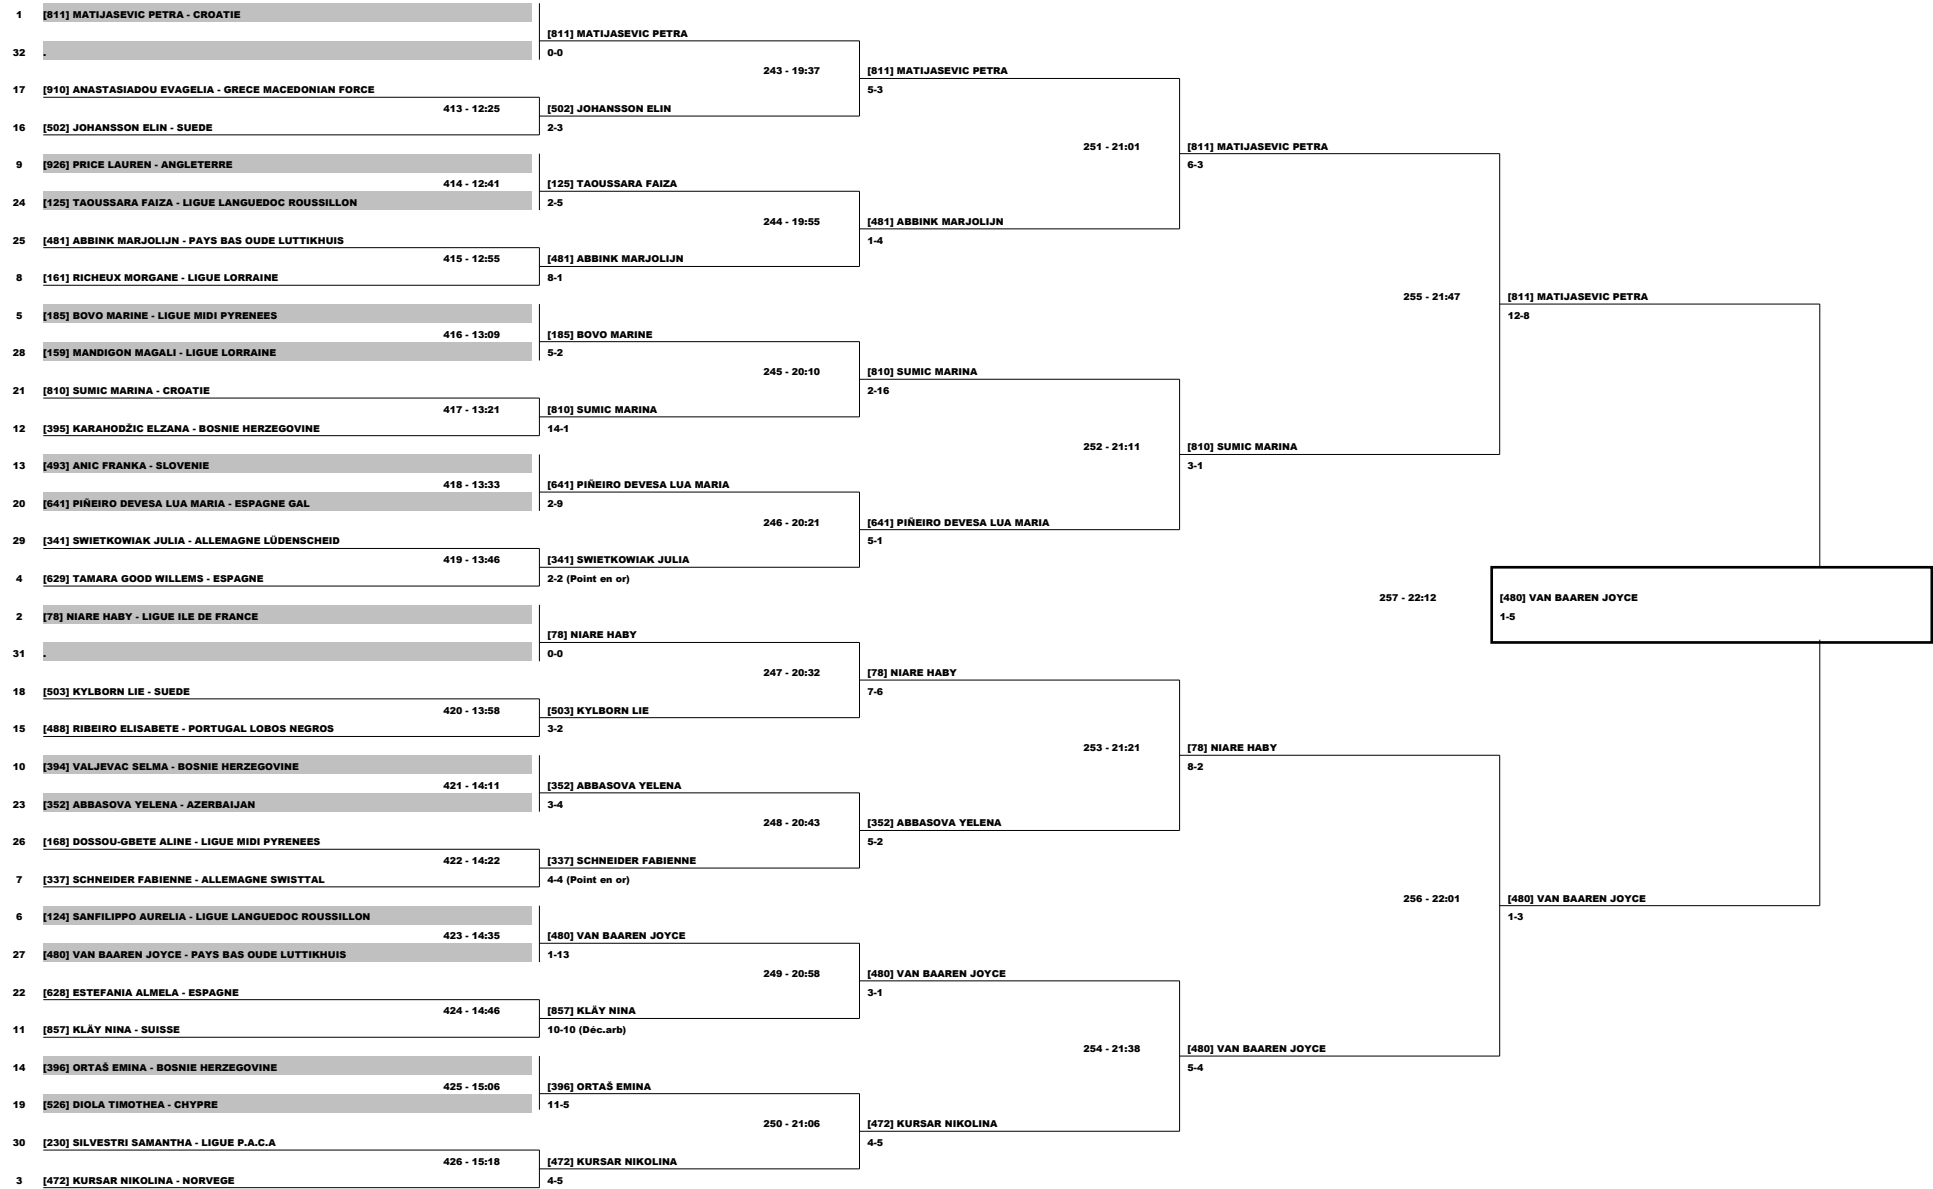 1 [811] MATIJASEVIC PETRA - CROATIE
[811] MATIJASEVIC PETRA
32 .
0-0
243 - 19:37
[811] MATIJASEVIC PETRA
17 [910] ANASTASIADOU EVAGELIA - GRECE MACEDONIAN FORCE
5-3
413 - 12:25
[502] JOHANSSON ELIN
16 [502] JOHANSSON ELIN - SUEDE
2-3
251 - 21:01
[811] MATIJASEVIC PETRA
9 [926] PRICE LAUREN - ANGLETERRE
6-3
414 - 12:41
[125] TAOUSSARA FAIZA
24 [125] TAOUSSARA FAIZA - LIGUE LANGUEDOC ROUSSILLON
2-5
244 - 19:55
[481] ABBINK MARJOLIJN
25 [481] ABBINK MARJOLIJN - PAYS BAS OUDE LUTTIKHUIS
1-4
415 - 12:55
[481] ABBINK MARJOLIJN
8 [161] RICHEUX MORGANE - LIGUE LORRAINE
8-1
255 - 21:47
[811] MATIJASEVIC PETRA
5 [185] BOVO MARINE - LIGUE MIDI PYRENEES
12-8
416 - 13:09
[185] BOVO MARINE
28 [159] MANDIGON MAGALI - LIGUE LORRAINE
5-2
245 - 20:10
[810] SUMIC MARINA
21 [810] SUMIC MARINA - CROATIE
2-16
417 - 13:21
[810] SUMIC MARINA
12 [395] KARAHODŽIC ELZANA - BOSNIE HERZEGOVINE
14-1
252 - 21:11
[810] SUMIC MARINA
13 [493] ANIC FRANKA - SLOVENIE
3-1
418 - 13:33
[641] PIÑEIRO DEVESA LUA MARIA
20 [641] PIÑEIRO DEVESA LUA MARIA - ESPAGNE GAL
2-9
246 - 20:21
[641] PIÑEIRO DEVESA LUA MARIA
29 [341] SWIETKOWIAK JULIA - ALLEMAGNE LÜDENSCHEID
5-1
419 - 13:46
[341] SWIETKOWIAK JULIA
4 [629] TAMARA GOOD WILLEMS - ESPAGNE
2-2 (Point en or)
257 - 22:12
[480] VAN BAAREN JOYCE
2 [78] NIARE HABY - LIGUE ILE DE FRANCE
1-5
[78] NIARE HABY
31 .
0-0
247 - 20:32
[78] NIARE HABY
18 [503] KYLBORN LIE - SUEDE
7-6
420 - 13:58
[503] KYLBORN LIE
15 [488] RIBEIRO ELISABETE - PORTUGAL LOBOS NEGROS
3-2
253 - 21:21
[78] NIARE HABY
10 [394] VALJEVAC SELMA - BOSNIE HERZEGOVINE
8-2
421 - 14:11
[352] ABBASOVA YELENA
23 [352] ABBASOVA YELENA - AZERBAIJAN
3-4
248 - 20:43
[352] ABBASOVA YELENA
26 [168] DOSSOU-GBETE ALINE - LIGUE MIDI PYRENEES
5-2
422 - 14:22
[337] SCHNEIDER FABIENNE
7 [337] SCHNEIDER FABIENNE - ALLEMAGNE SWISTTAL
4-4 (Point en or)
256 - 22:01
[480] VAN BAAREN JOYCE
6 [124] SANFILIPPO AURELIA - LIGUE LANGUEDOC ROUSSILLON
1-3
423 - 14:35
[480] VAN BAAREN JOYCE
27 [480] VAN BAAREN JOYCE - PAYS BAS OUDE LUTTIKHUIS
1-13
249 - 20:58
[480] VAN BAAREN JOYCE
22 [628] ESTEFANIA ALMELA - ESPAGNE
3-1
424 - 14:46
[857] KLÄY NINA
11 [857] KLÄY NINA - SUISSE
10-10 (Déc.arb)
254 - 21:38
[480] VAN BAAREN JOYCE
14 [396] ORTAŠ EMINA - BOSNIE HERZEGOVINE
5-4
425 - 15:06
[396] ORTAŠ EMINA
19 [526] DIOLA TIMOTHEA - CHYPRE
11-5
250 - 21:06
[472] KURSAR NIKOLINA
30 [230] SILVESTRI SAMANTHA - LIGUE P.A.C.A
4-5
426 - 15:18
[472] KURSAR NIKOLINA
3 [472] KURSAR NIKOLINA - NORVEGE
4-5